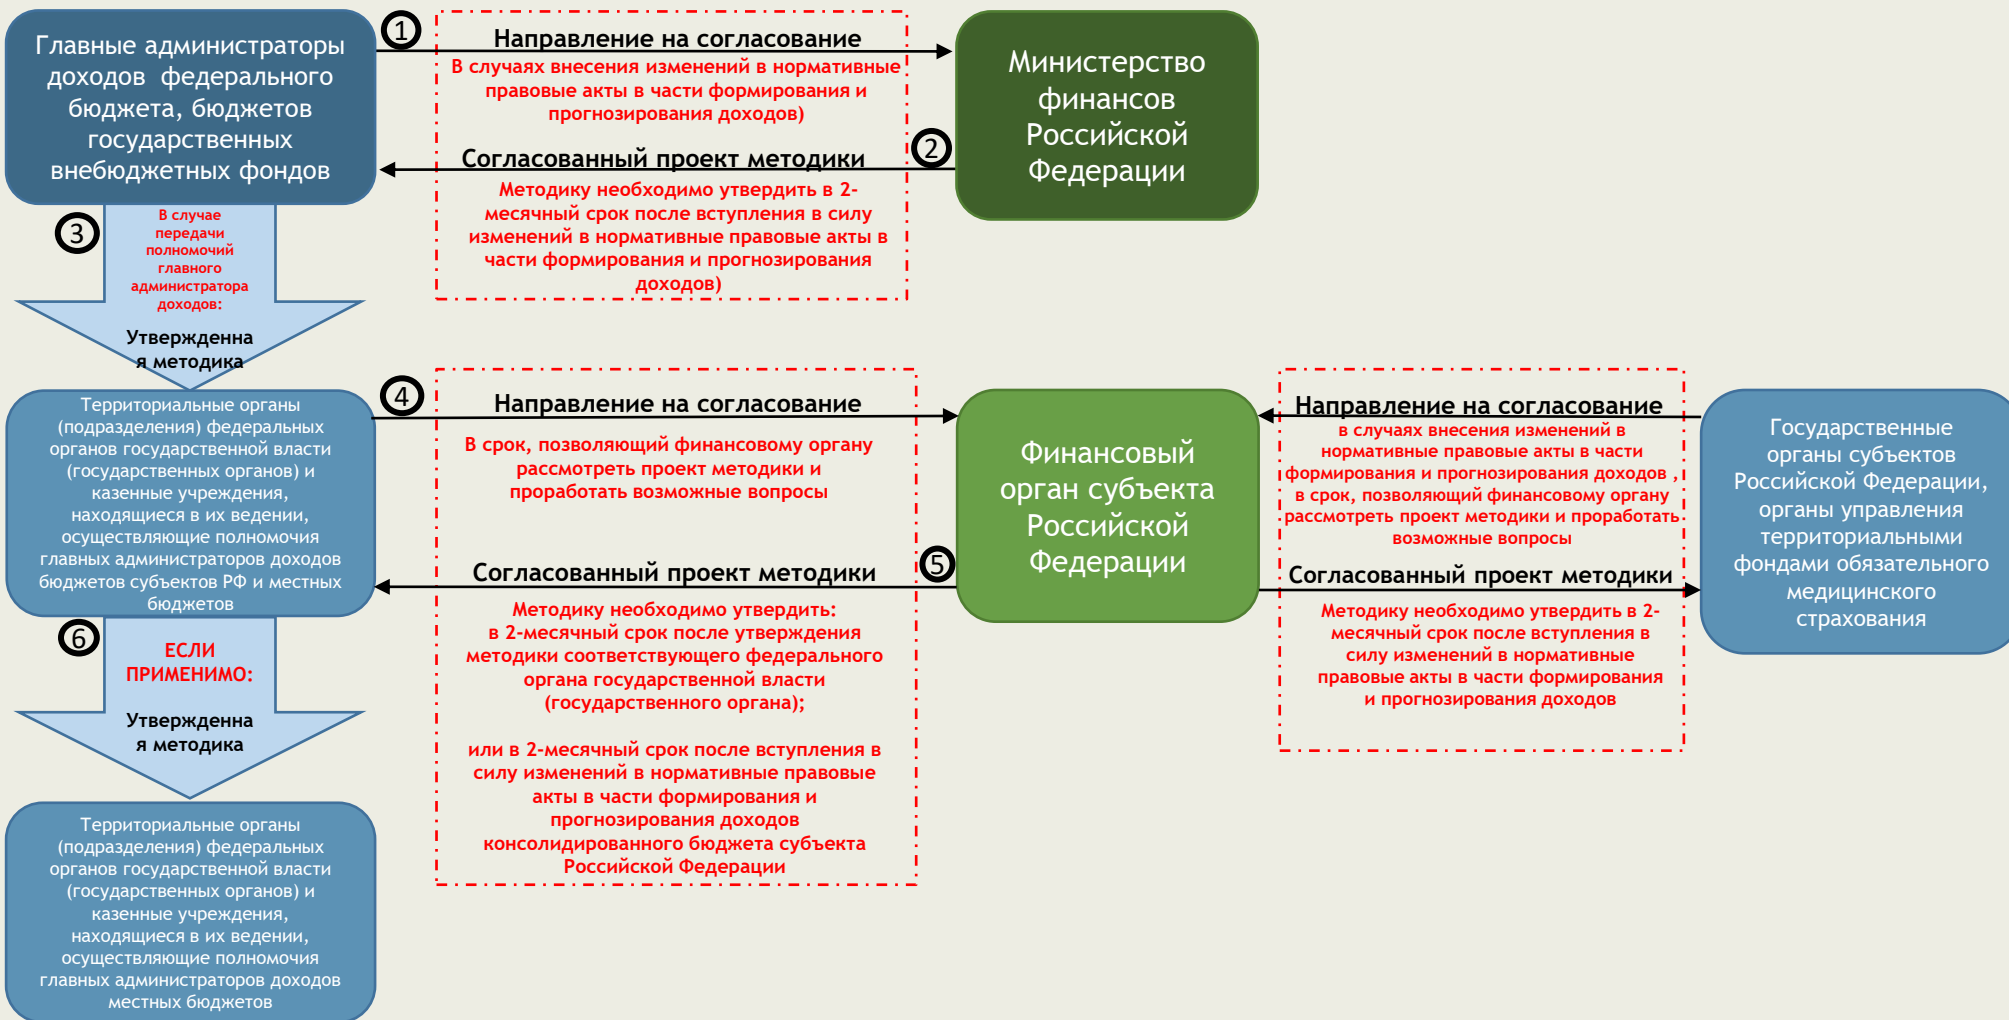 Главные администраторы
доходов федерального
бюджета, бюджетов
государственных
внебюджетных фондов
1
Направление на согласование
В случаях внесения изменений в нормативные
правовые акты в части формирования и
прогнозирования доходов)
Согласованный проект методики
2
Методику необходимо утвердить в 2-
месячный срок после вступления в силу
изменений в нормативные правовые акты в
части формирования и прогнозирования
доходов)
Министерство
финансов
Российской
Федерации
3
В случае
передачи
полномочий
главного
администратора
доходов:
Утвержденна
я методика
Территориальные органы
(подразделения) федеральных
органов государственной власти
(государственных органов) и
казенные учреждения,
находящиеся в их ведении,
осуществляющие полномочия
главных администраторов доходов
бюджетов субъектов РФ и местных
бюджетов
4
Направление на согласование
В срок, позволяющий финансовому органу
рассмотреть проект методики и
проработать возможные вопросы
Согласованный проект методики
5
Методику необходимо утвердить:
в 2-месячный срок после утверждения
методики соответствующего федерального
органа государственной власти
(государственного органа);
или в 2-месячный срок после вступления в
силу изменений в нормативные правовые
акты в части формирования и
прогнозирования доходов
консолидированного бюджета субъекта
Российской Федерации
Финансовый
орган субъекта
Российской
Федерации
Направление на согласование
в случаях внесения изменений в
нормативные правовые акты в части
формирования и прогнозирования доходов ,
в срок, позволяющий финансовому органу
рассмотреть проект методики и проработать
возможные вопросы
Согласованный проект методики
Методику необходимо утвердить в 2-
месячный срок после вступления в
силу изменений в нормативные
правовые акты в части формирования
и прогнозирования доходов
Государственные
органы субъектов
Российской Федерации,
органы управления
территориальными
фондами обязательного
медицинского
страхования
6
ЕСЛИ
ПРИМЕНИМО:
Утвержденна
я методика
Территориальные органы
(подразделения) федеральных
органов государственной власти
(государственных органов) и
казенные учреждения,
находящиеся в их ведении,
осуществляющие полномочия
главных администраторов доходов
местных бюджетов